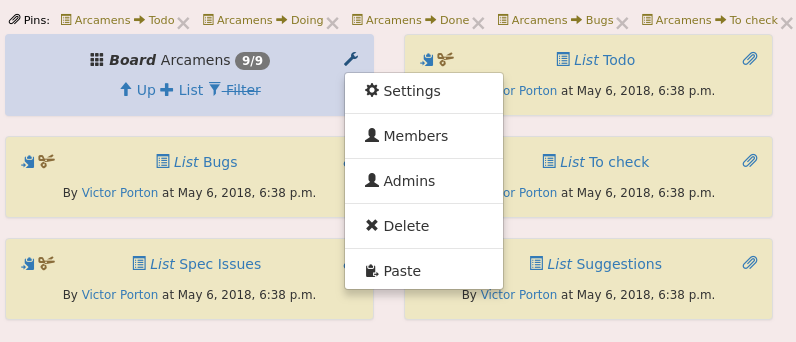 Pins: Arcamens → Todo × Arcamens → Doing × Arcamens → Done × Arcamens → Bugs × Arcamens → To check ×
Board Arcamens 9/9
Up List Filter
Settings
Members
Admins
Delete
Paste
List Todo
Porton at May 6, 2018, 6:38 p.m.
List Bugs
By Victor Porton at May 6, 2018, 6:38 p.m.
List To check
Porton at May 6, 2018, 6:38 p.m.
List Spec Issues
By Victor Porton at May 6, 2018, 6:38 p.m.
List Suggestions
By Victor Porton at May 6, 2018, 6:38 p.m.